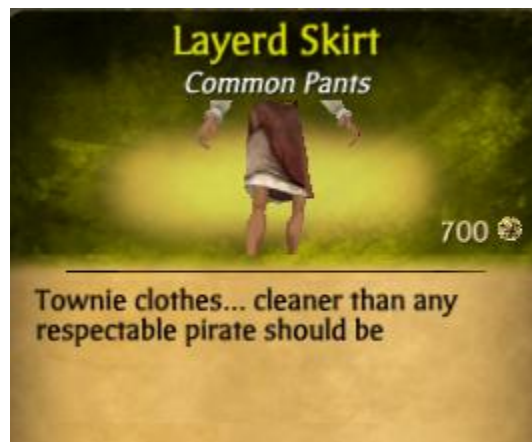 Layerd Skirt
Common Pants
700
Townie clothes... cleaner than any
respectable pirate should be